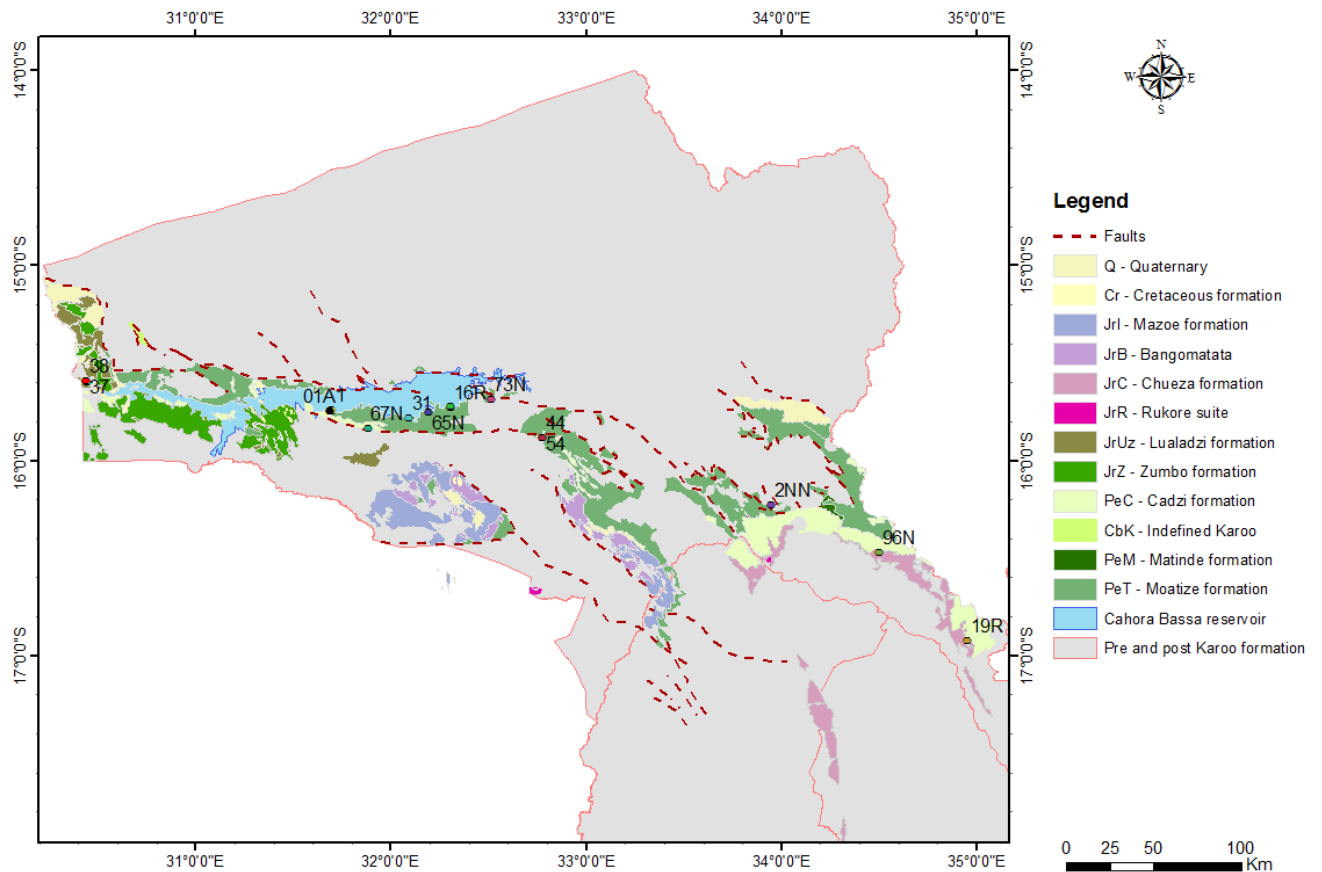 31°0'0"E 32°0'0"E 33°0'0"E 34°0'0"E 35°0'0"E
14°0'0"S
14°0'0"S
15°0'0"S
15°0'0"S
16°0'0"S
16°0'0"S
17°0'0"S
17°0'0"S
38
37
01AT
67N
31
16R
65N
73N
44
54
2NN
96N
19R
31°0'0"E 32°0'0"E 33°0'0"E 34°0'0"E 35°0'0"E
N
W E
S
Legend
Faults
Q - Quaternary
Cr - Cretaceous formation
JrI - Mazoe formation
JrB - Bangomatata
JrC - Chueza formation
JrR - Rukore suite
JrUz - Lualadzi formation
JrZ - Zumbo formation
PeC - Cadzi formation
CbK - Indefined Karoo
PeM - Matinde formation
PeT - Moatize formation
Cahora Bassa reservoir
Pre and post Karoo formation
0 25 50 100
Km